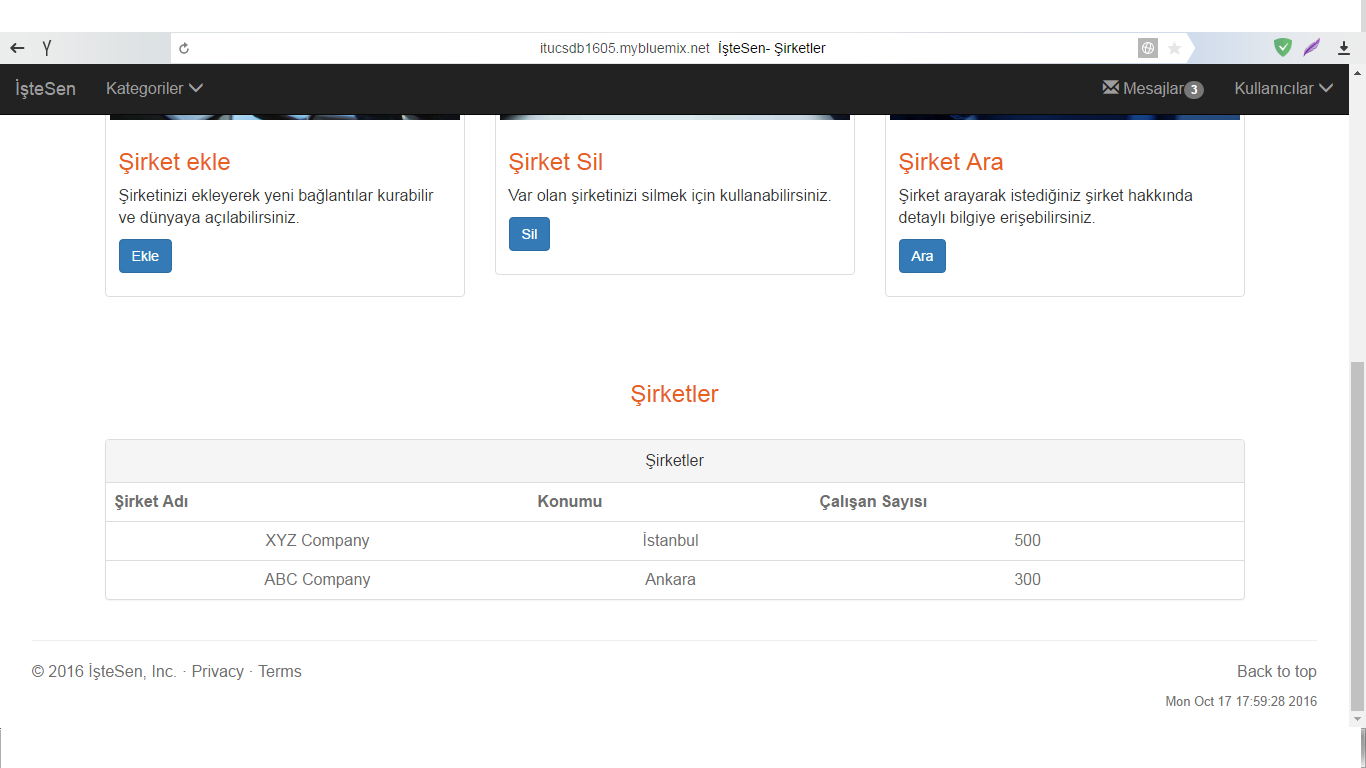 itucsdb1605.mybluemix.net İşteSen- Şirketler
İşteSen Kategoriler Mesajlar 3 Kullanıcılar
Şirket ekle
Şirketinizi ekleyerek yeni bağlantılar kurabilir
ve dünyaya açılabilirsiniz.
Ekle
Şirket Sil
Var olan şirketinizi silmek için kullanabilirsiniz.
Sil
Şirket Ara
Şirket arayarak istediğiniz şirket hakkında
detaylı bilgiye erişebilirsiniz.
Ara
Şirketler
Şirketler
Şirket Adı Konumu Çalışan Sayısı
XYZ Company İstanbul 500
ABC Company Ankara 300
© 2016 İşteSen, Inc. · Privacy · Terms Back to top
Mon Oct 17 17:59:28 2016